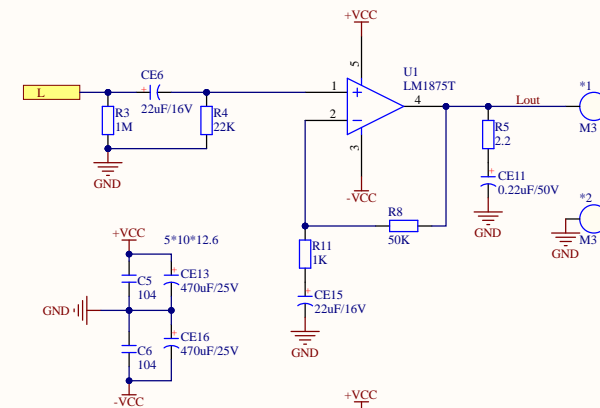 +VCC
CE6
U1
LM1875T
5
L
+
1
+
4
Lout
*1
R3
1M
22uF/16V
R4
22K
2
−
R5
2.2
M3
3
GND
+
CE11
0.22uF/50V
-VCC
*2
R8
50K
GND
GND
M3
+VCC
5*10*12.6
R11
1K
C5
104
+
CE13
470uF/25V
+
CE15
22uF/16V
GND
+
CE16
470uF/25V
C6
104
GND
-VCC
+VCC